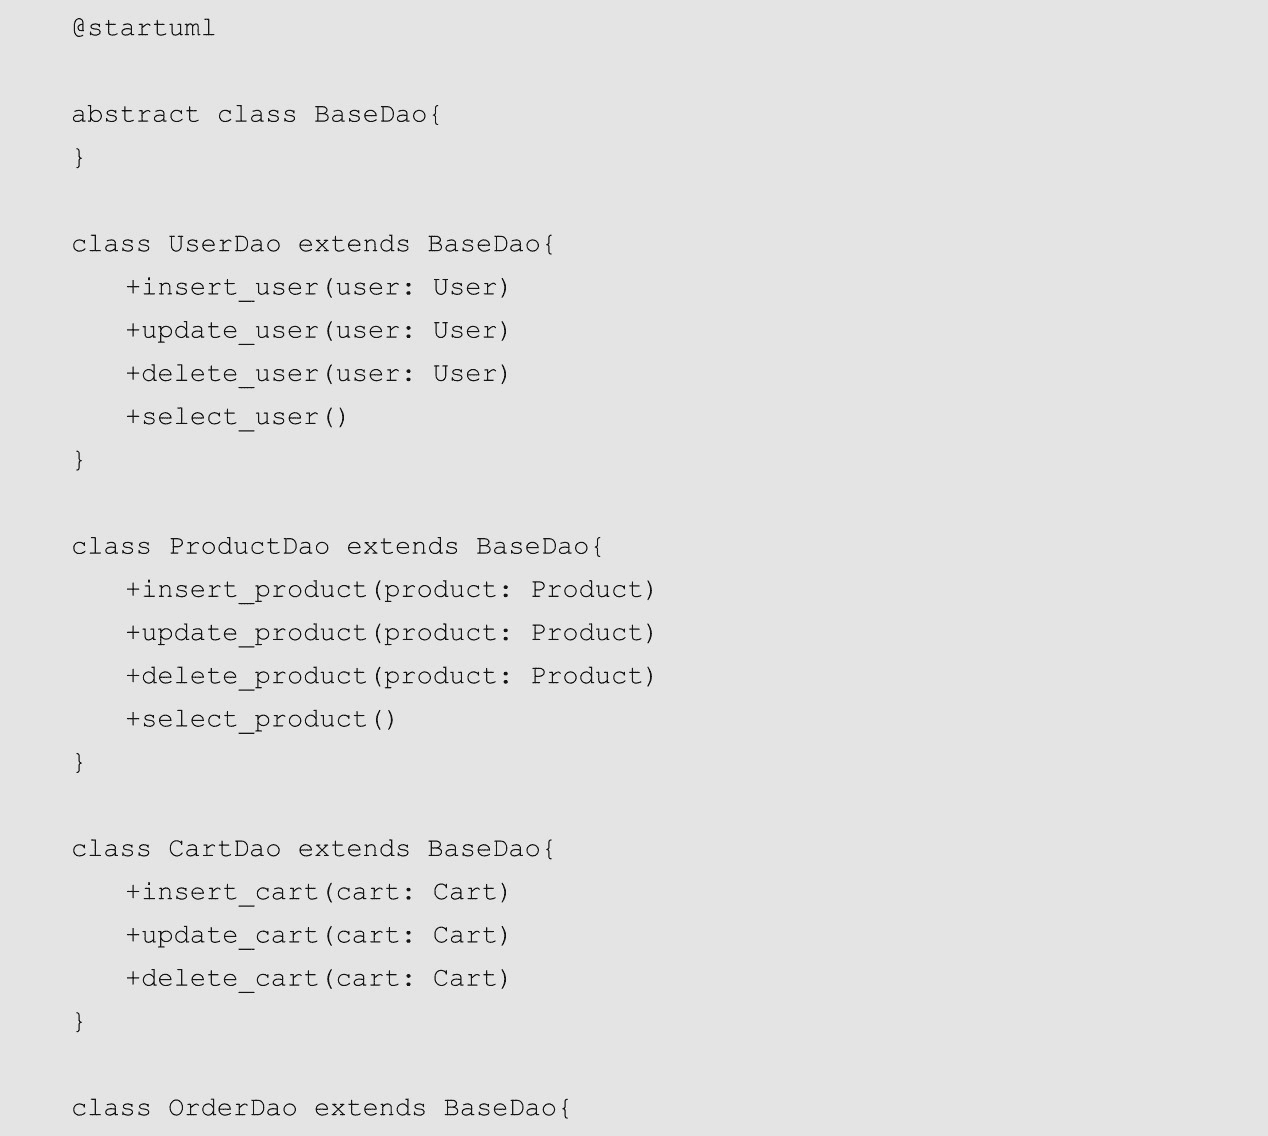 @startuml
abstract class BaseDao{
}
class UserDao extends BaseDao{
+insert_user(user: User)
+update_user(user: User)
+delete_user(user: User)
+select_user()
}
class ProductDao extends BaseDao{
+insert_product(product: Product)
+update_product(product: Product)
+delete_product(product: Product)
+select_product()
}
class CartDao extends BaseDao{
+insert_cart(cart: Cart)
+update_cart(cart: Cart)
+delete_cart(cart: Cart)
}
class OrderDao extends BaseDao{